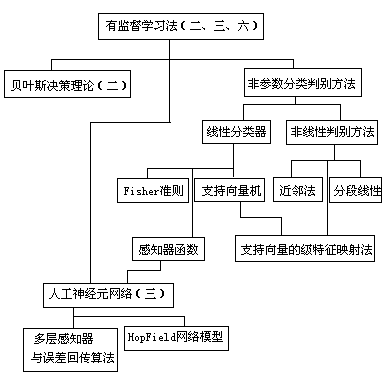 有监督学习法(二、三、六)
贝叶斯决策理论(二)
非参数分类判别方法
线性分类器
非线性判别方法
Fisher准则
支持向量机
近邻法
分段线性
感知器函数
支持向量的级特征映射法
人工神经元网络(三)
多层感知器
与误差回传算法
HopField网络模型